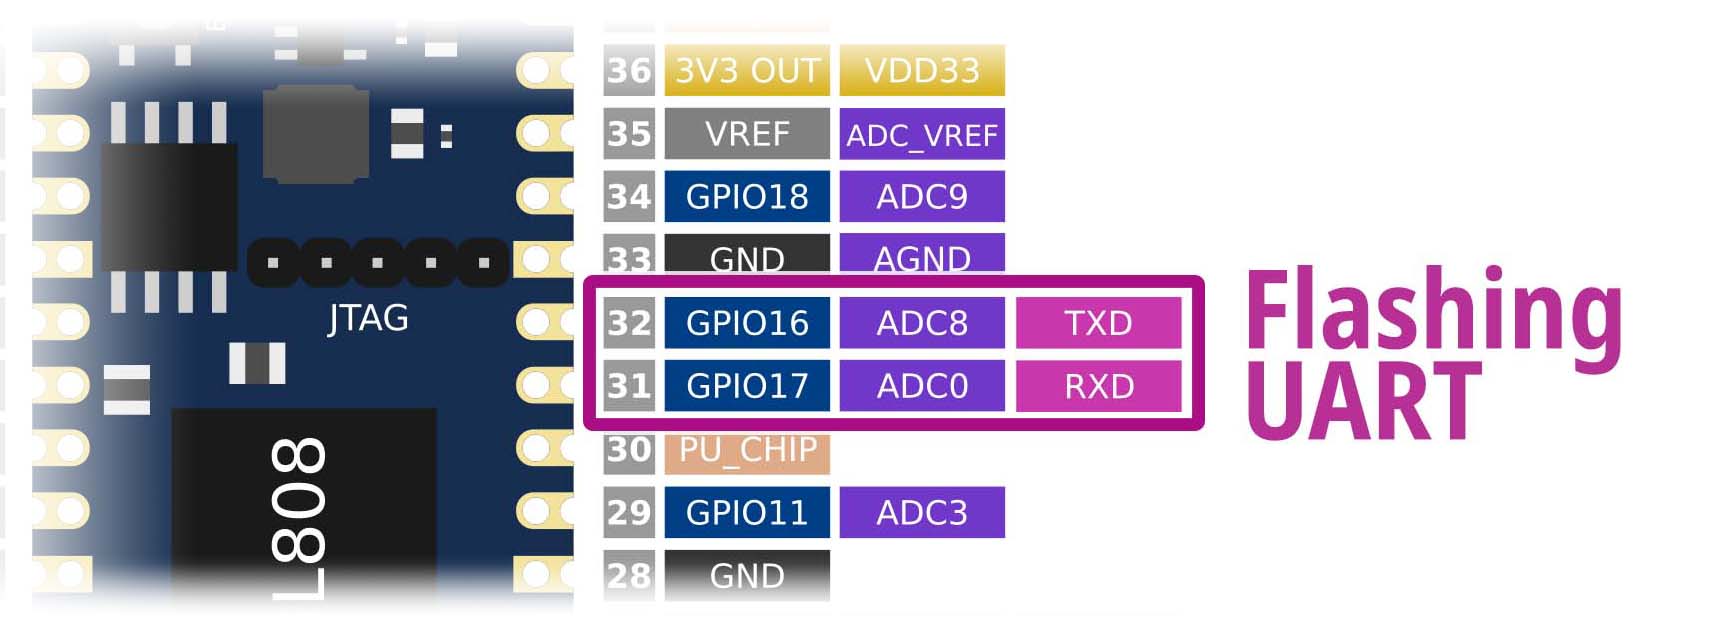 36 3V3 OUT VDD33
35 VREF ADC_VREF
34 GPIO18 ADC9
33 GND AGND
32 GPIO16 ADC8 TXD
31 GPIO17 ADC0 RXD
30 PU_CHIP
29 GPIO11 ADC3
28 GND
JTAG
L808
Flashing
UART